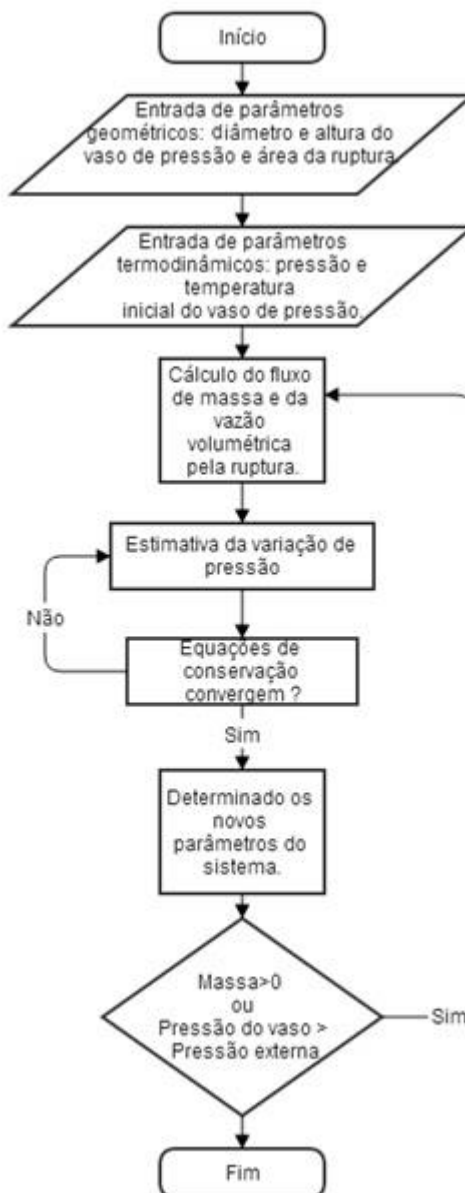 Início
Entrada de parâmetros
geométricos: diâmetro e altura do
vaso de pressão e área da ruptura
Entrada de parâmetros
termodinâmicos: pressão e
temperatura
inicial do vaso de pressão.
Cálculo do fluxo
de massa e da
vazão
volumétrica
pela ruptura.
Estimativa da variação de
pressão
Não
Equações de
conservação
convergem ?
Sim
Determinado os
novos
parâmetros do
sistema.
Massa>0
ou
Pressão do vaso >
Pressão externa
Sim
Fim